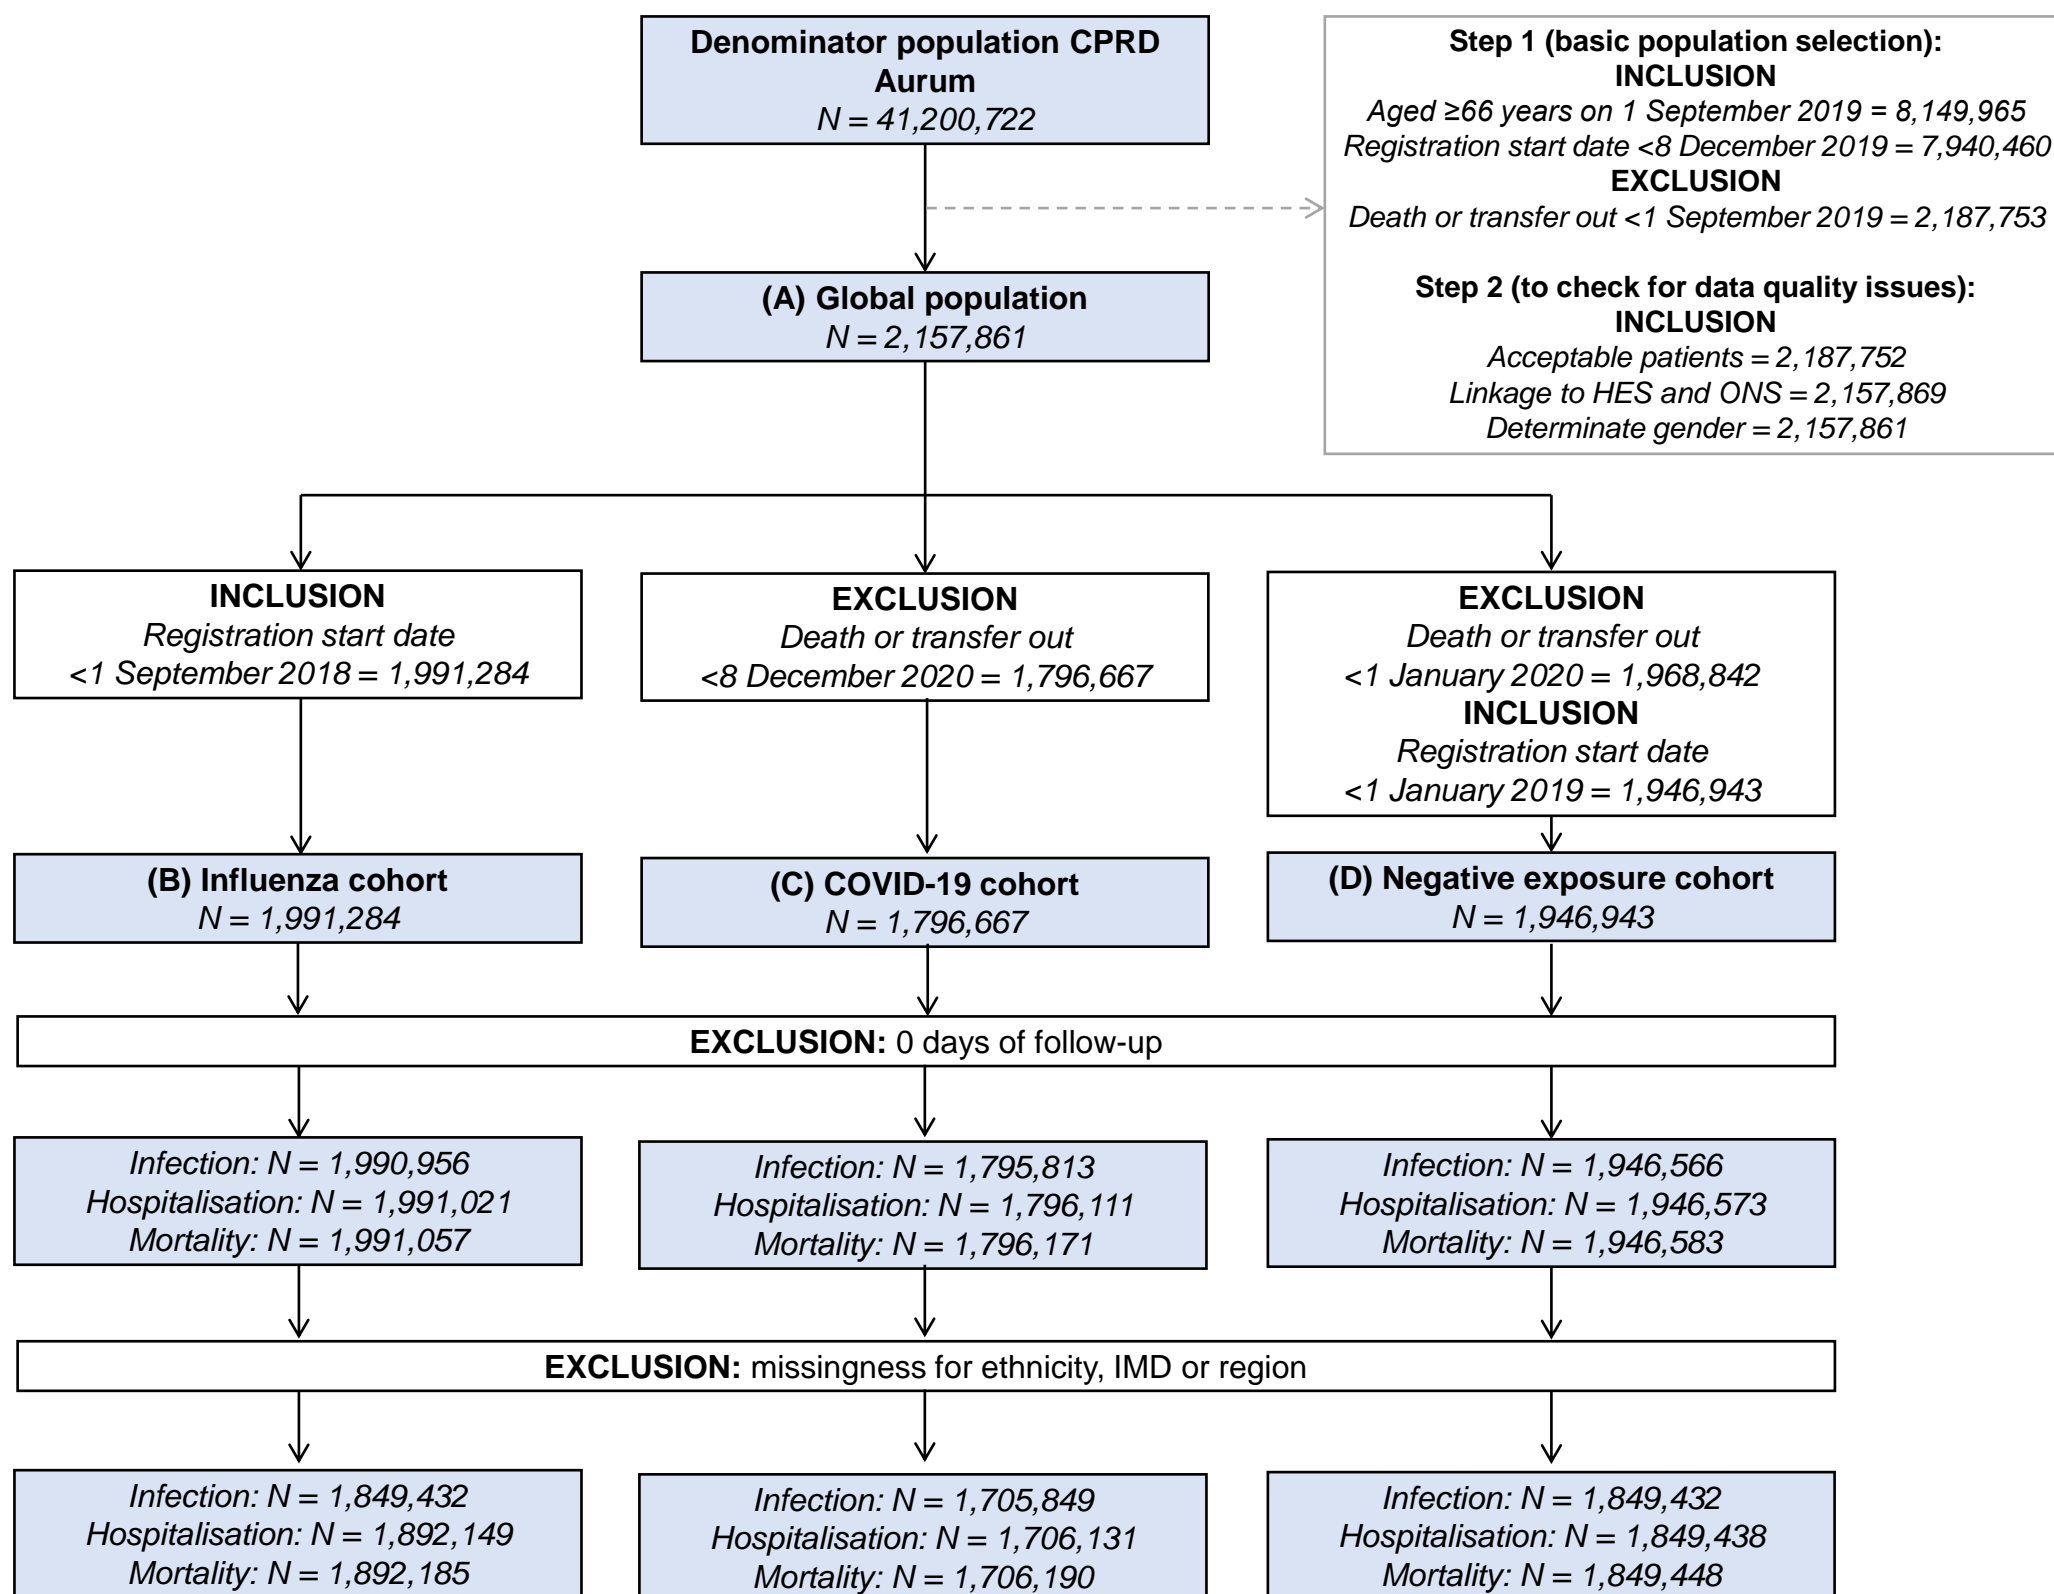 Denominator population CPRD
Aurum
N = 41,200,722
Step 1 (basic population selection):
INCLUSION
Aged ≥66 years on 1 September 2019 = 8,149,965
Registration start date <8 December 2019 = 7,940,460
EXCLUSION
Death or transfer out <1 September 2019 = 2,187,753
Step 2 (to check for data quality issues):
INCLUSION
Acceptable patients = 2,187,752
Linkage to HES and ONS = 2,157,869
Determinate gender = 2,157,861
(A) Global population
N = 2,157,861
INCLUSION
Registration start date
<1 September 2018 = 1,991,284
EXCLUSION
Death or transfer out
<8 December 2020 = 1,796,667
EXCLUSION
Death or transfer out
<1 January 2020 = 1,968,842
INCLUSION
Registration start date
<1 January 2019 = 1,946,943
(B) Influenza cohort
N = 1,991,284
(C) COVID-19 cohort
N = 1,796,667
(D) Negative exposure cohort
N = 1,946,943
EXCLUSION: 0 days of follow-up
Infection: N = 1,990,956
Hospitalisation: N = 1,991,021
Mortality: N = 1,991,057
Infection: N = 1,795,813
Hospitalisation: N = 1,796,111
Mortality: N = 1,796,171
Infection: N = 1,946,566
Hospitalisation: N = 1,946,573
Mortality: N = 1,946,583
EXCLUSION: missingness for ethnicity, IMD or region
Infection: N = 1,849,432
Hospitalisation: N = 1,892,149
Mortality: N = 1,892,185
Infection: N = 1,705,849
Hospitalisation: N = 1,706,131
Mortality: N = 1,706,190
Infection: N = 1,849,432
Hospitalisation: N = 1,849,438
Mortality: N = 1,849,448